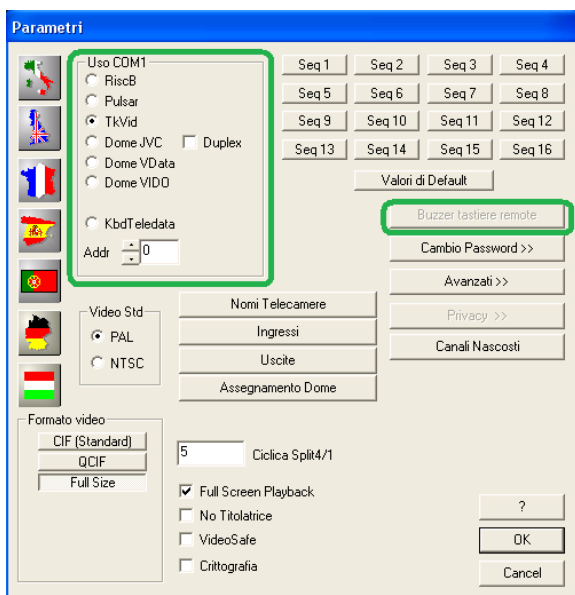 Parametri
Uso COM1
RiscB
Pulsar
TkVid
Dome JVC Duplex
Dome VData
Dome VIDO
KbdTeledata
Addr 0
Seq 1 Seq 2 Seq 3 Seq 4
Seq 5 Seq 6 Seq 7 Seq 8
Seq 9 Seq 10 Seq 11 Seq 12
Seq 13 Seq 14 Seq 15 Seq 16
Valori di Default
Buzzer tastiere remote
Cambio Password >>
Avanzati >>
Privacy >>
Canali Nascosti
Video Std
PAL
NTSC
Nomi Telecamere
Ingressi
Uscite
Assegnamento Dome
Formato video
CIF (Standard)
QCIF
Full Size
5 Ciclica Split4/1
Full Screen Playback
No Titolatrice
VideoSafe
Crittografia
?
OK
Cancel